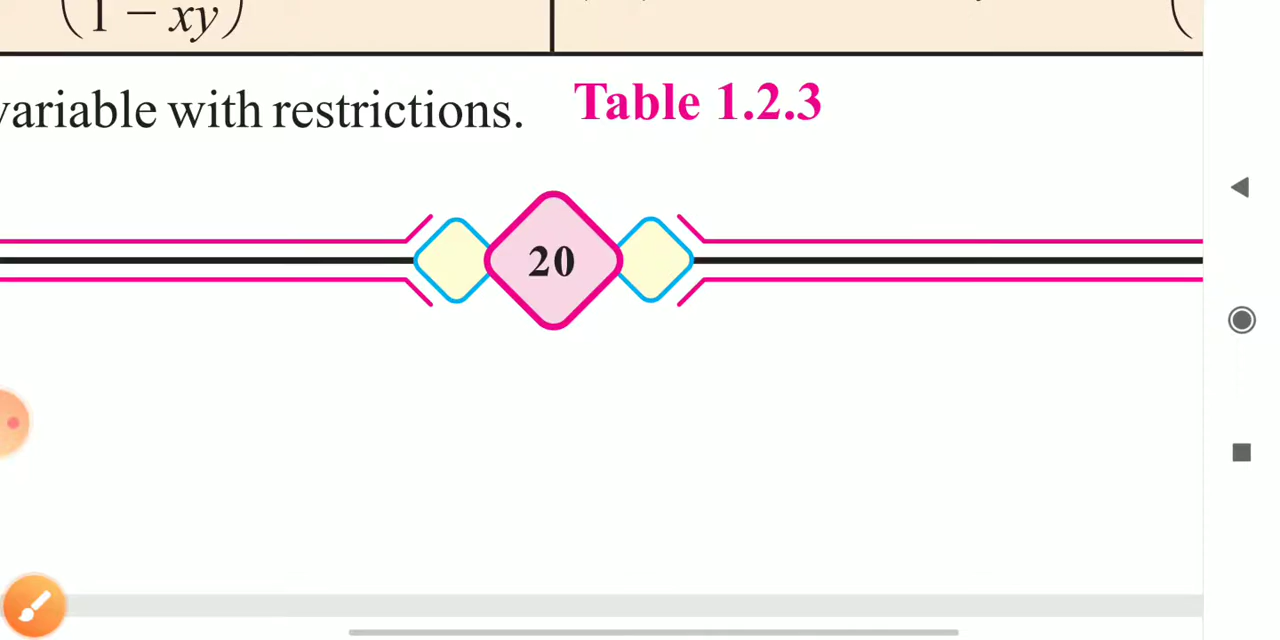 (1 − xy)
variable with restrictions. Table 1.2.3
20